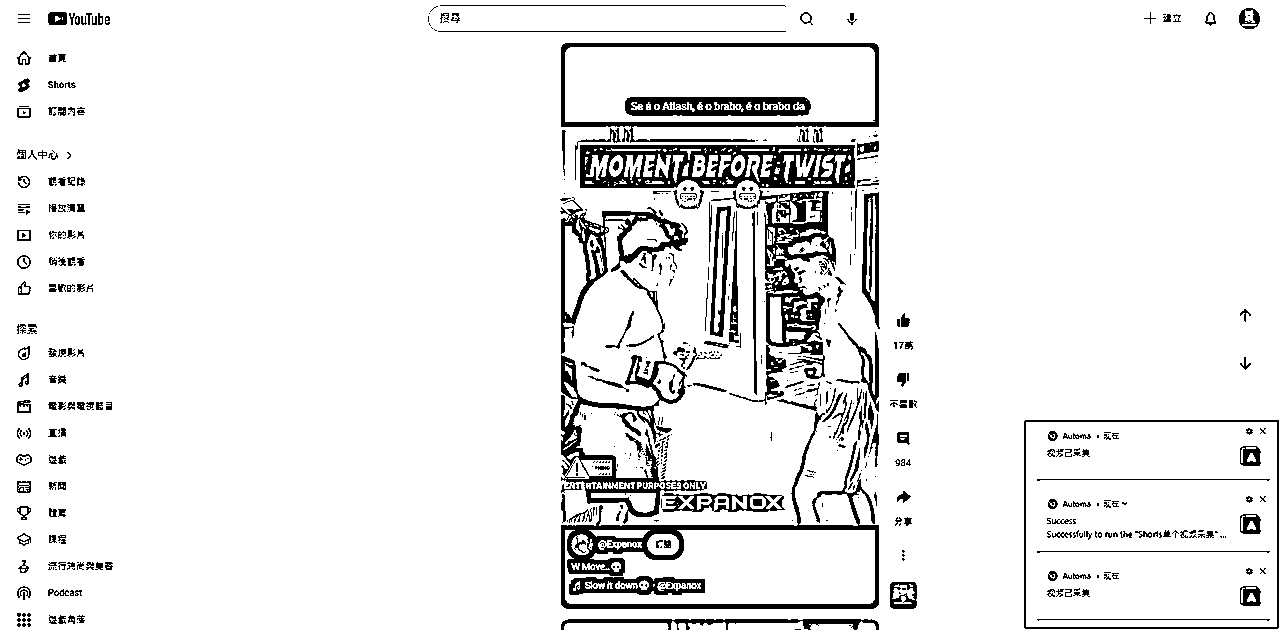 YouTube
搜尋
建立
首頁
Shorts
訂閱內容
個人中心
觀看記錄
播放清單
你的影片
稍後觀看
喜歡的影片
探索
發燒影片
音樂
電影與電視節目
直播
遊戲
新聞
體育
課程
流行時尚與美容
Podcast
遊戲角落
Se é o Atlash, é o brabo, é o brabo da
MOMENT BEFORE TWIST
ENTERTAINMENT PURPOSES ONLY
EXPANOX
@Expanox
訂閱
W Move..
Slow it down · @Expanox
17萬
不喜歡
984
分享
Automa · 现在
视频已采集
Automa · 现在
Success
Successfully to run the "Shorts单个视频采集" ...
Automa · 现在
视频已采集